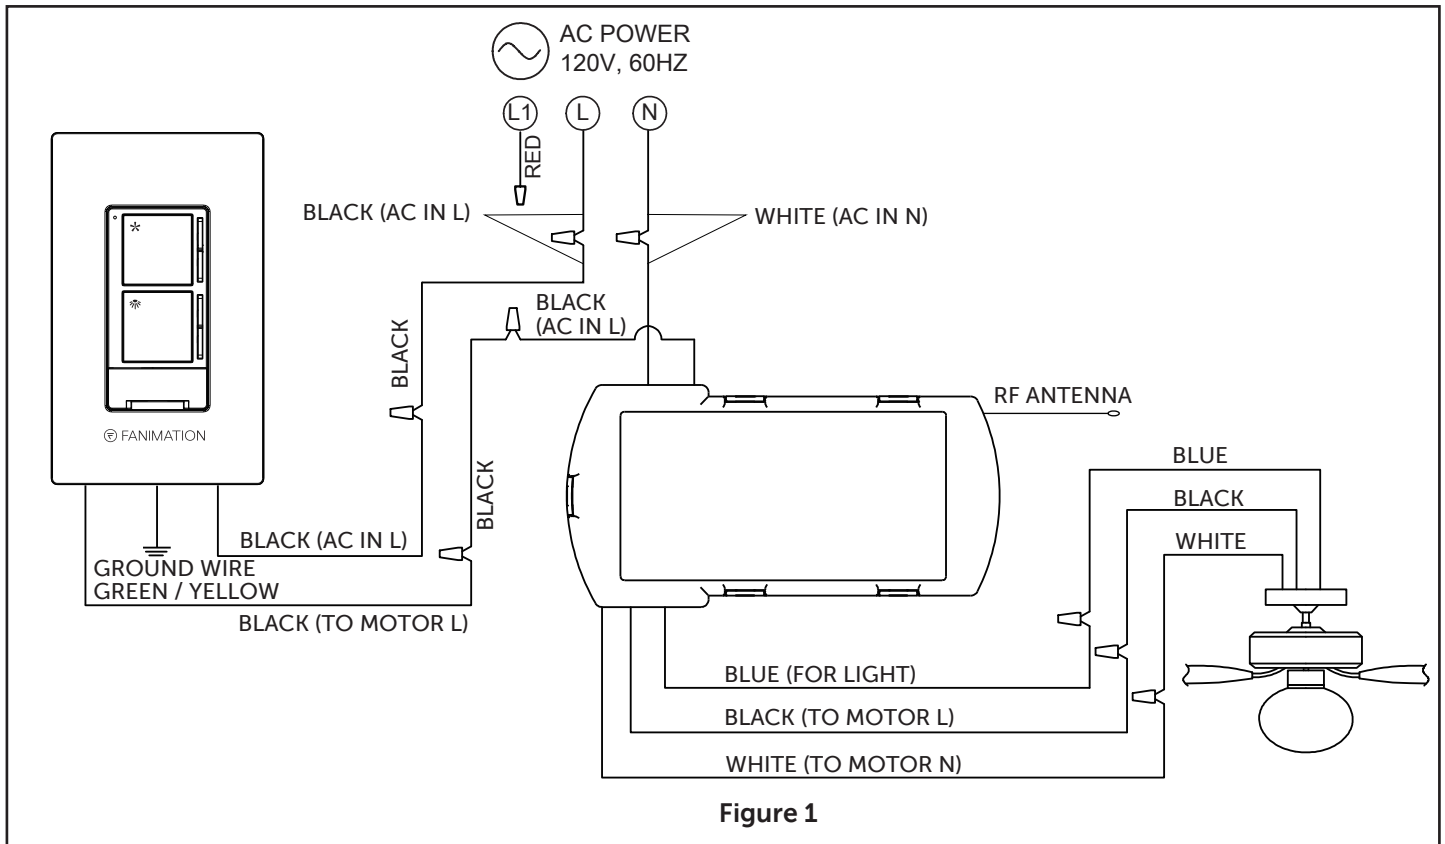 AC POWER
120V, 60HZ
L1
L
N
RED
BLACK (AC IN L)
WHITE (AC IN N)
BLACK
(AC IN L)
BLACK
RF ANTENNA
FANIMATION
BLUE
BLACK
BLACK
WHITE
BLACK (AC IN L)
GROUND WIRE
GREEN / YELLOW
BLACK (TO MOTOR L)
BLUE (FOR LIGHT)
BLACK (TO MOTOR L)
WHITE (TO MOTOR N)
Figure 1